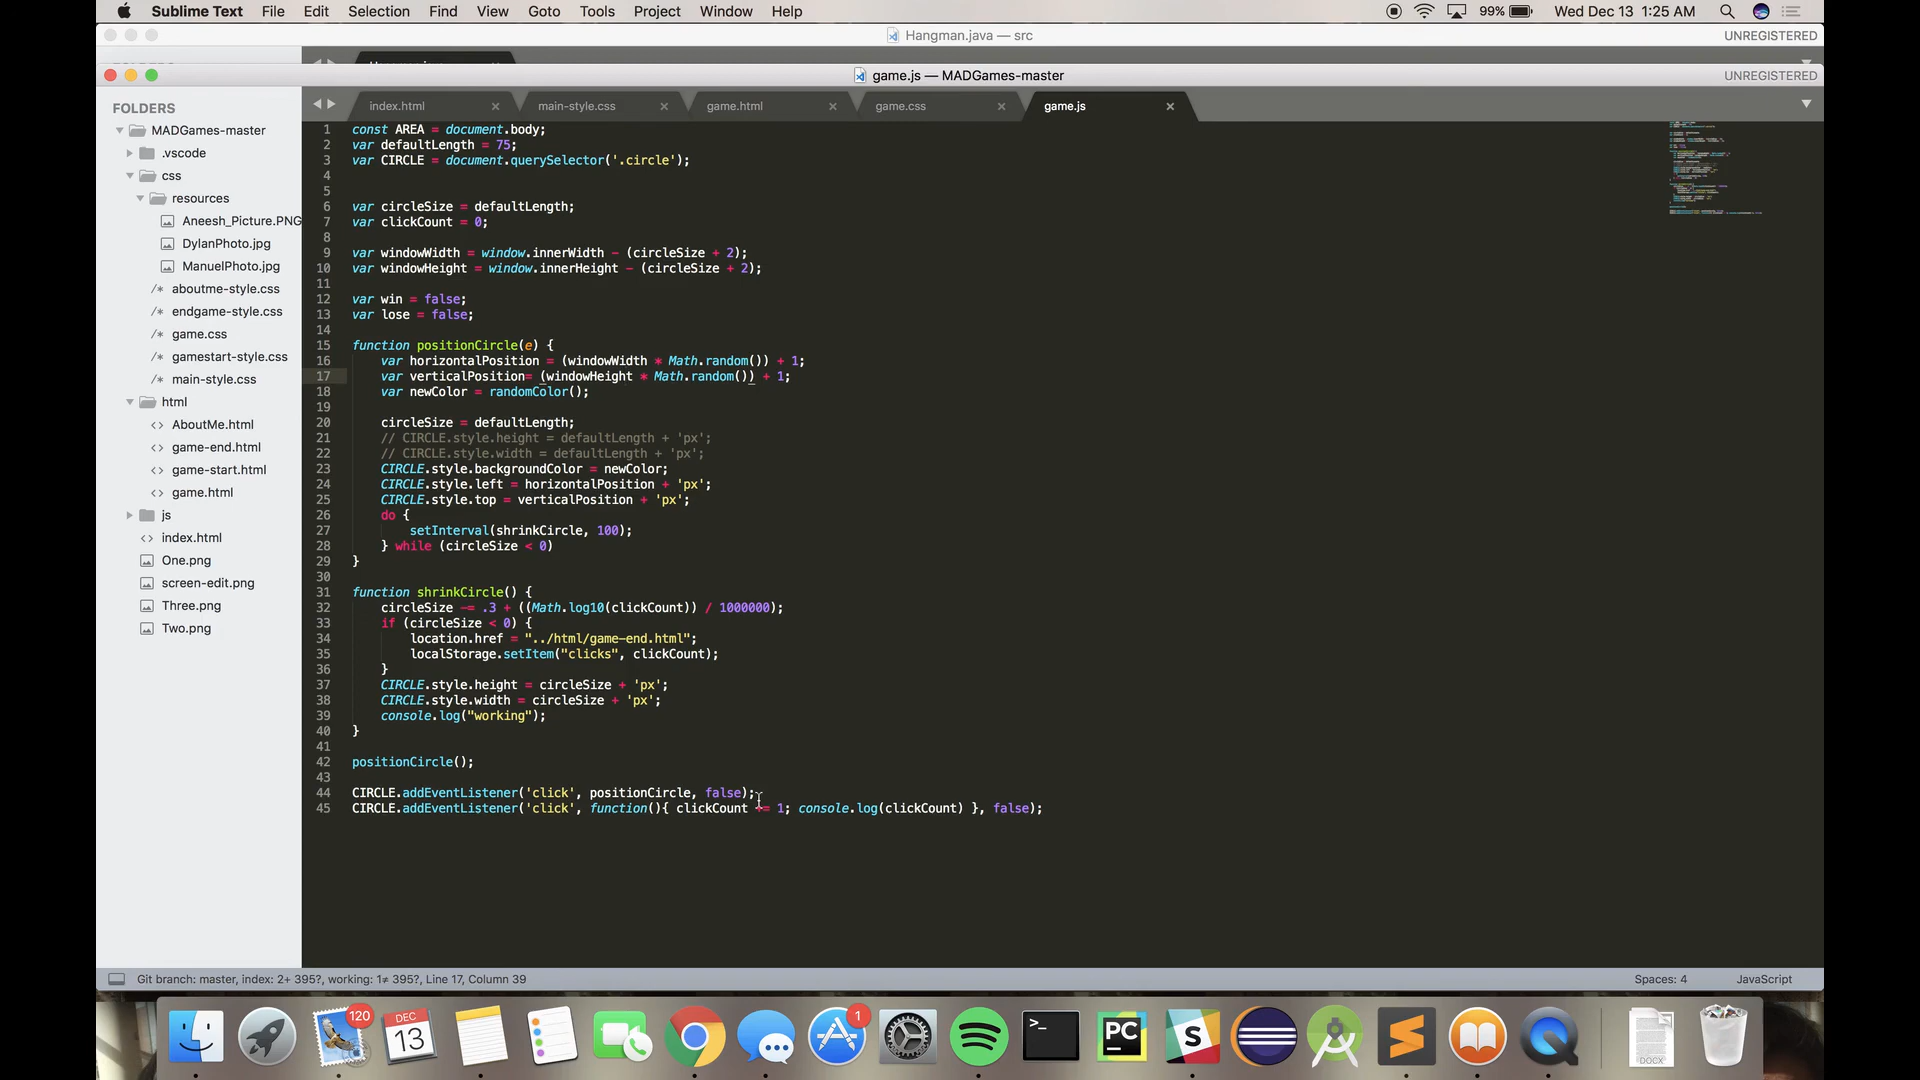 Sublime Text File Edit Selection Find View Goto Tools Project Window Help 99% Wed Dec 13 1:25 AM
Hangman.java — src UNREGISTERED
game.js — MADGames-master UNREGISTERED
FOLDERS
MADGames-master
.vscode
css
resources
Aneesh_Picture.PNG
DylanPhoto.jpg
ManuelPhoto.jpg
/* aboutme-style.css
/* endgame-style.css
/* game.css
/* gamestart-style.css
/* main-style.css
html
<> AboutMe.html
<> game-end.html
<> game-start.html
<> game.html
js
<> index.html
One.png
screen-edit.png
Three.png
Two.png
index.html × main-style.css × game.html × game.css × game.js ×
1 const AREA = document.body;
2 var defaultLength = 75;
3 var CIRCLE = document.querySelector('.circle');
4
5
6 var circleSize = defaultLength;
7 var clickCount = 0;
8
9 var windowWidth = window.innerWidth - (circleSize + 2);
10 var windowHeight = window.innerHeight - (circleSize + 2);
11
12 var win = false;
13 var lose = false;
14
15 function positionCircle(e) {
16 var horizontalPosition = (windowWidth * Math.random()) + 1;
17 var verticalPosition= (windowHeight * Math.random()) + 1;
18 var newColor = randomColor();
19
20 circleSize = defaultLength;
21 // CIRCLE.style.height = defaultLength + 'px';
22 // CIRCLE.style.width = defaultLength + 'px';
23 CIRCLE.style.backgroundColor = newColor;
24 CIRCLE.style.left = horizontalPosition + 'px';
25 CIRCLE.style.top = verticalPosition + 'px';
26 do {
27 setInterval(shrinkCircle, 100);
28 } while (circleSize < 0)
29 }
30
31 function shrinkCircle() {
32 circleSize -= .3 + ((Math.log10(clickCount)) / 1000000);
33 if (circleSize < 0) {
34 location.href = "../html/game-end.html";
35 localStorage.setItem("clicks", clickCount);
36 }
37 CIRCLE.style.height = circleSize + 'px';
38 CIRCLE.style.width = circleSize + 'px';
39 console.log("working");
40 }
41
42 positionCircle();
43
44 CIRCLE.addEventListener('click', positionCircle, false);
45 CIRCLE.addEventListener('click', function(){ clickCount += 1; console.log(clickCount) }, false);
Git branch: master, index: 2+ 395?, working: 1≠ 395?, Line 17, Column 39 Spaces: 4 JavaScript
120
DEC
13
1
>_
PC
DOCX